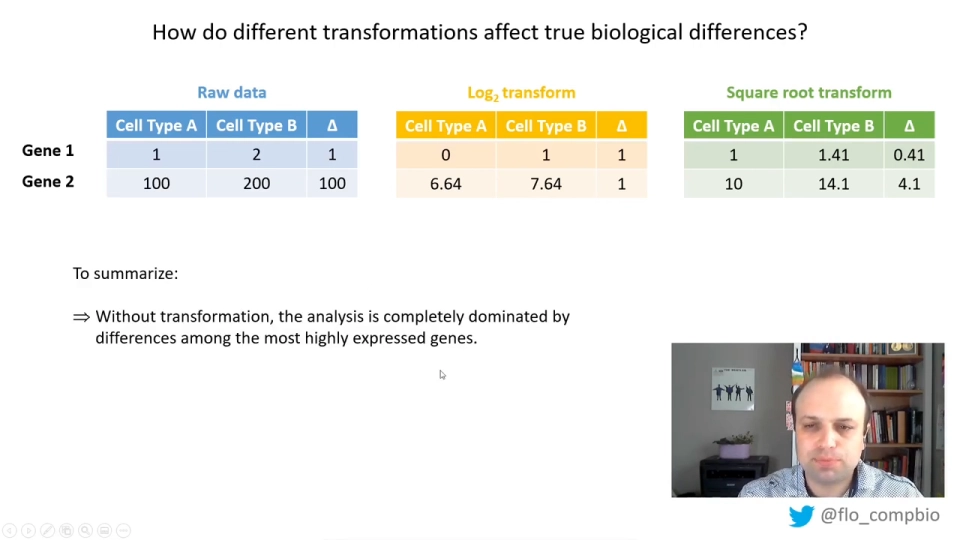 How do different transformations affect true biological differences?
Raw data
Cell Type A Cell Type B Δ
Gene 1 1 2 1
Gene 2 100 200 100
Log2 transform
Cell Type A Cell Type B Δ
0 1 1
6.64 7.64 1
Square root transform
Cell Type A Cell Type B Δ
1 1.41 0.41
10 14.1 4.1
To summarize:
⇒ Without transformation, the analysis is completely dominated by
differences among the most highly expressed genes.
@flo_compbio